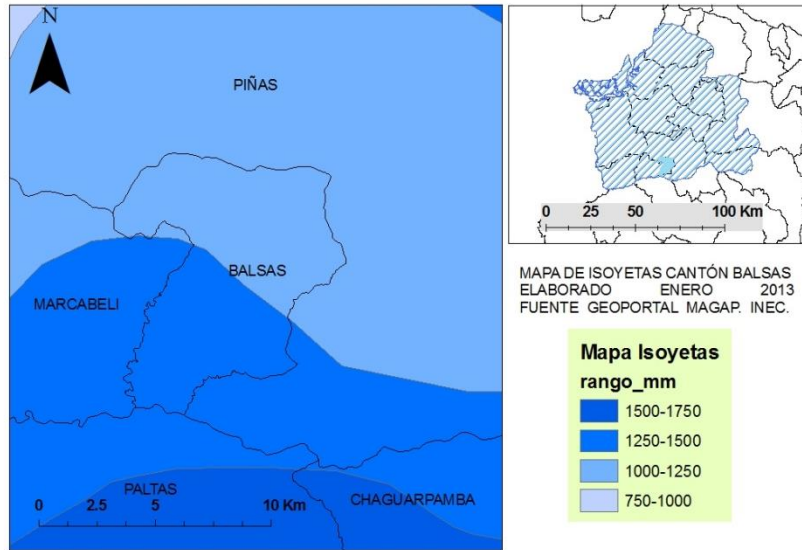 N
PIÑAS
BALSAS
MARCABELI
PALTAS
CHAGUARPAMBA
0 2.5 5 10 Km
0 25 50 100 Km
MAPA DE ISOYETAS CANTÓN BALSAS
ELABORADO ENERO 2013
FUENTE GEOPORTAL MAGAP. INEC.
Mapa Isoyetas
rango_mm
1500-1750
1250-1500
1000-1250
750-1000